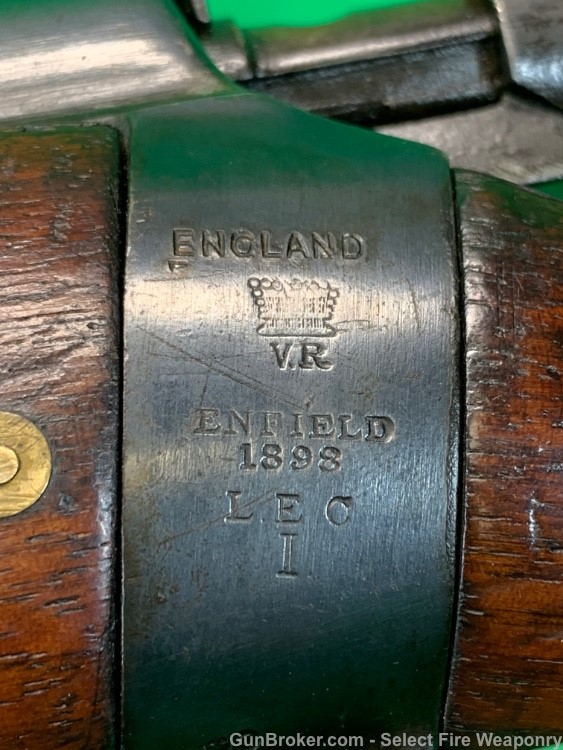 ENGLAND
V.R.
ENFIELD
1898
L E C
I
GunBroker.com - Select Fire Weaponry